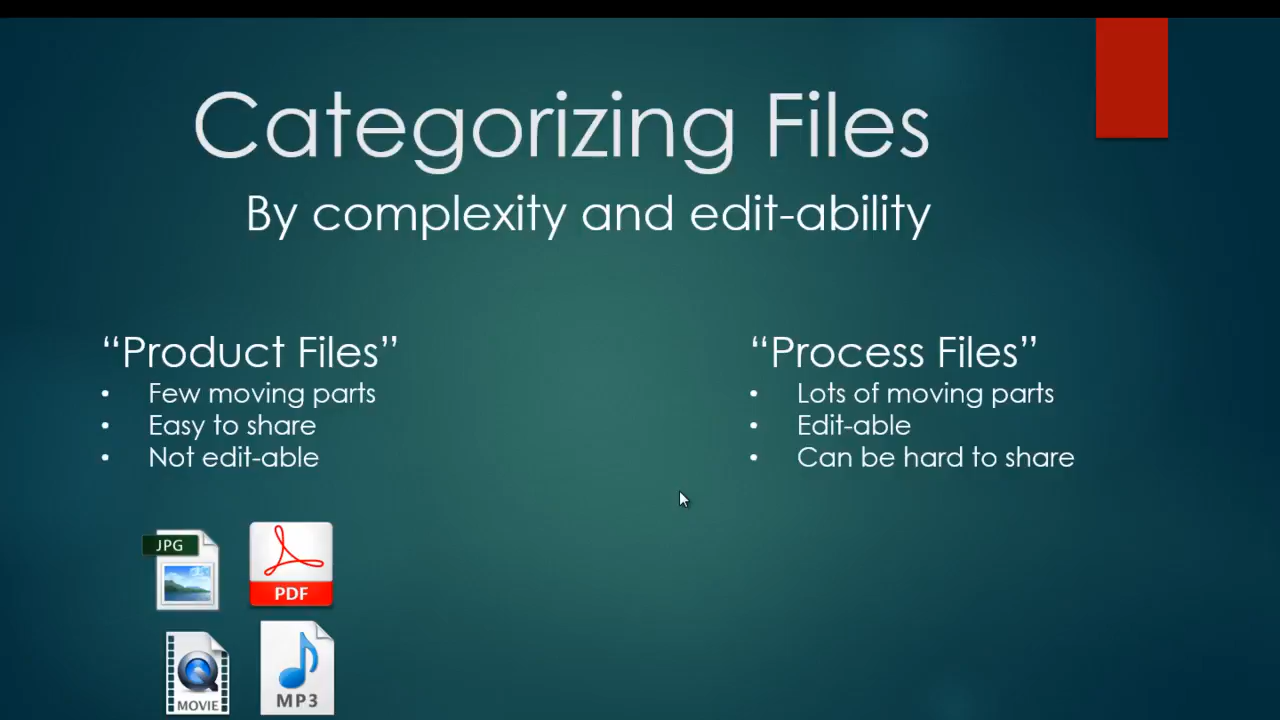 Categorizing Files
By complexity and edit-ability
“Product Files”
• Few moving parts
• Easy to share
• Not edit-able
“Process Files”
• Lots of moving parts
• Edit-able
• Can be hard to share
JPG
PDF
MOVIE
MP3